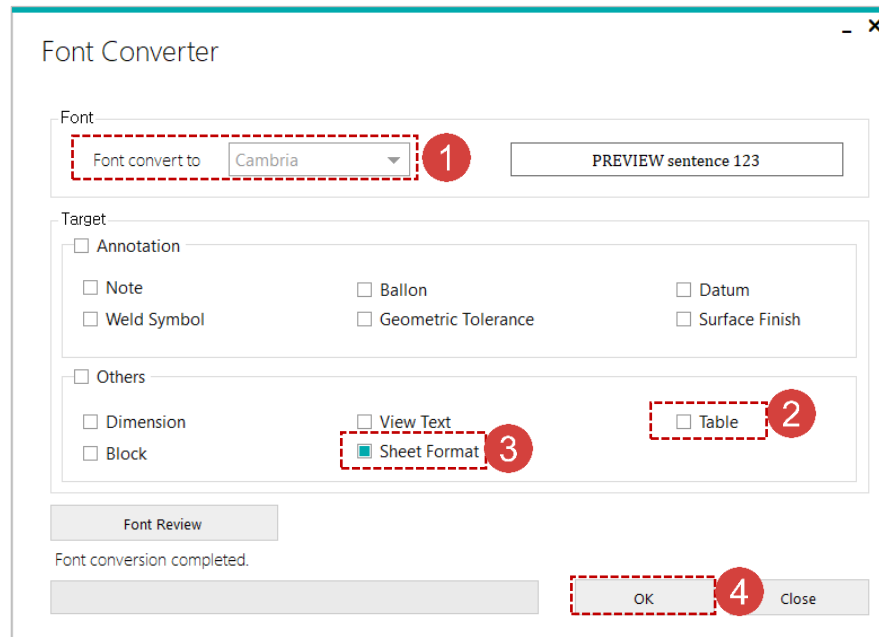 Font Converter
Font
Font convert to Cambria 1 PREVIEW sentence 123
Target
Annotation
Note Ballon Datum
Weld Symbol Geometric Tolerance Surface Finish
Others
Dimension View Text Table 2
Block Sheet Format 3
Font Review
Font conversion completed.
OK 4 Close